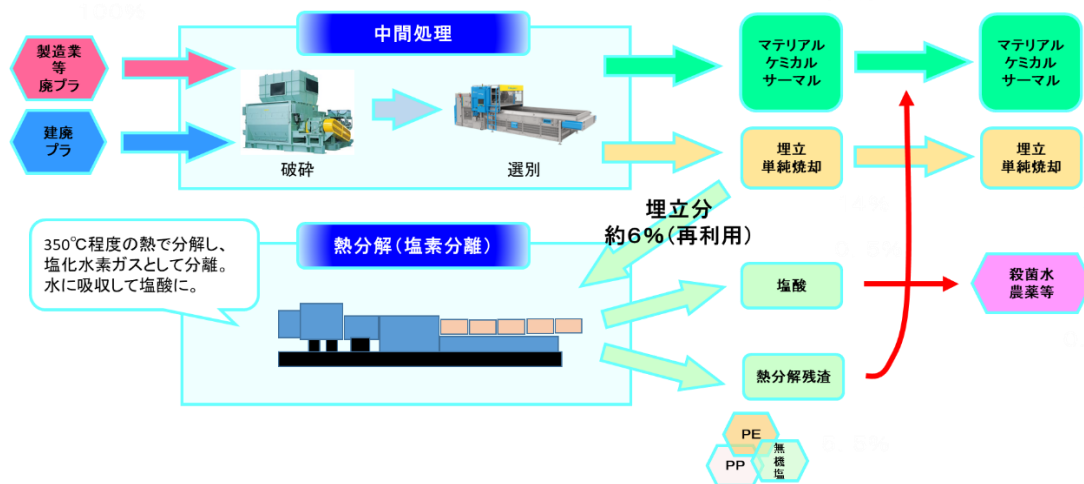 中間処理
製造業
等
廃プラ
建廃
プラ
破砕
選別
マテリアル
ケミカル
サーマル
マテリアル
ケミカル
サーマル
埋立
単純焼却
埋立
単純焼却
埋立分
約6%(再利用)
350℃程度の熱で分解し、
塩化水素ガスとして分離。
水に吸収して塩酸に。
熱分解(塩素分離)
塩酸
殺菌水
農薬等
熱分解残渣
PE
PP
無
機
塩